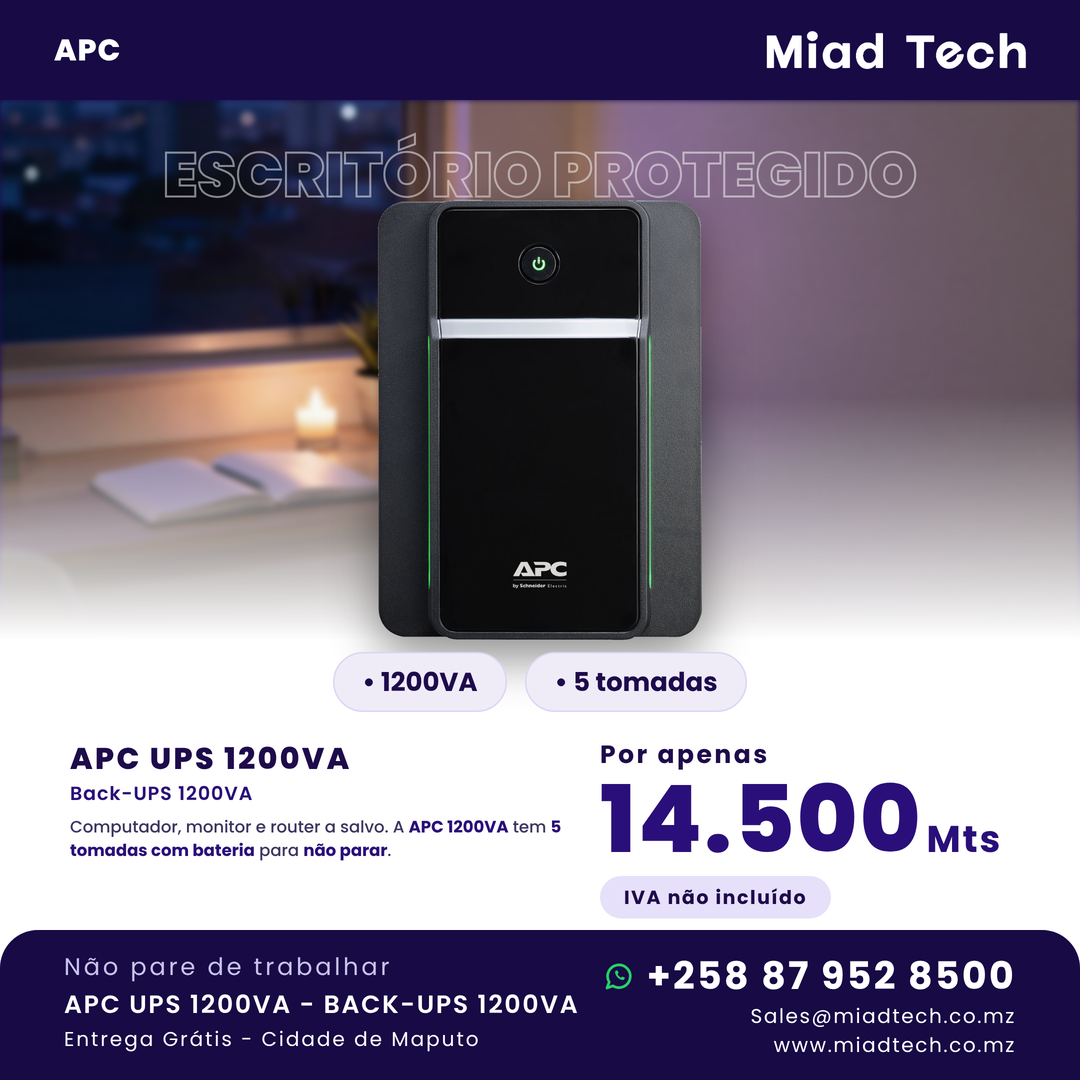 APC
Miad Tech
ESCRITÓRIO PROTEGIDO
APC
by Schneider Electric
• 1200VA
• 5 tomadas
APC UPS 1200VA
Back-UPS 1200VA
Computador, monitor e router a salvo. A APC 1200VA tem 5
tomadas com bateria para não parar.
Por apenas
14.500 Mts
IVA não incluído
Não pare de trabalhar
APC UPS 1200VA - BACK-UPS 1200VA
Entrega Grátis - Cidade de Maputo
+258 87 952 8500
Sales@miadtech.co.mz
www.miadtech.co.mz